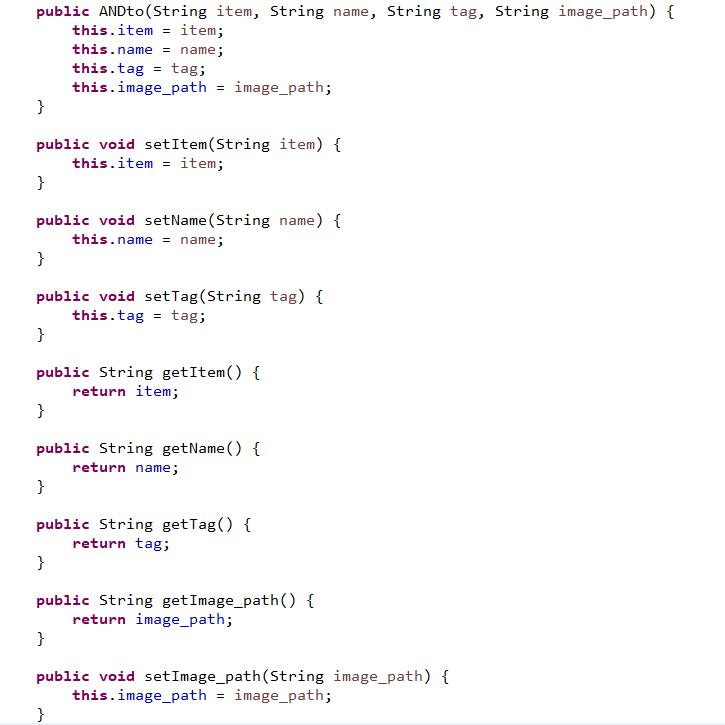 public ANDto(String item, String name, String tag, String image_path) {
this.item = item;
this.name = name;
this.tag = tag;
this.image_path = image_path;
}
public void setItem(String item) {
this.item = item;
}
public void setName(String name) {
this.name = name;
}
public void setTag(String tag) {
this.tag = tag;
}
public String getItem() {
return item;
}
public String getName() {
return name;
}
public String getTag() {
return tag;
}
public String getImage_path() {
return image_path;
}
public void setImage_path(String image_path) {
this.image_path = image_path;
}